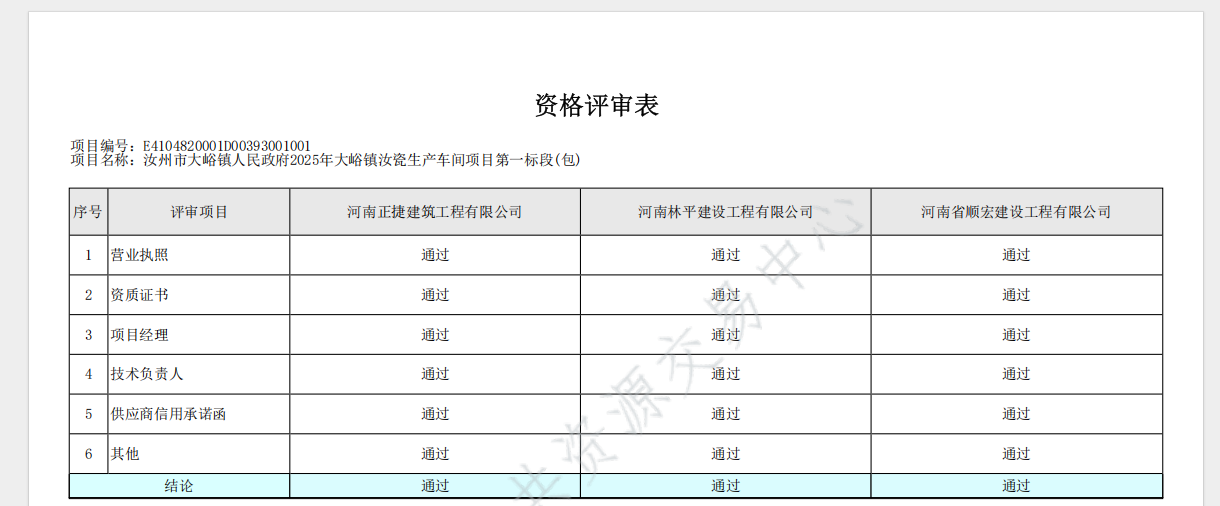 资格评审表
项目编号：E4104820001D00393001001
项目名称：汝州市大峪镇人民政府2025年大峪镇汝瓷生产车间项目第一标段(包)
序号 评审项目 河南正捷建筑工程有限公司 河南林平建设工程有限公司 河南省顺宏建设工程有限公司
1 营业执照 通过 通过 通过
2 资质证书 通过 通过 通过
3 项目经理 通过 通过 通过
4 技术负责人 通过 通过 通过
5 供应商信用承诺函 通过 通过 通过
6 其他 通过 通过 通过
结论 通过 通过 通过
共资源交易中心